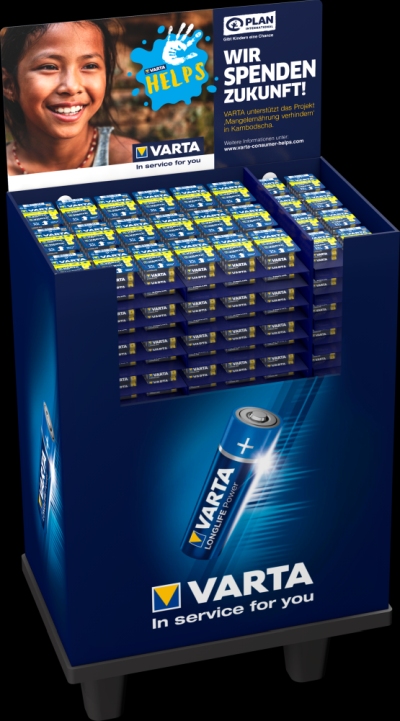 PLAN
INTERNATIONAL
Gibt Kindern eine Chance
VARTA
HELPS
WIR
SPENDEN
ZUKUNFT!
VARTA unterstützt das Projekt
„Mangelernährung verhindern“
in Kambodscha.
Weitere Informationen unter:
www.varta-consumer-helps.com
VARTA
In service for you
VARTA
LONGLIFE Power
VARTA
In service for you